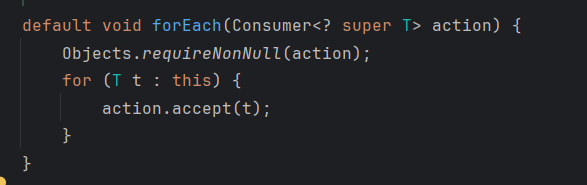 default void forEach(Consumer<? super T> action) {
    Objects.requireNonNull(action);
    for (T t : this) {
        action.accept(t);
    }
}